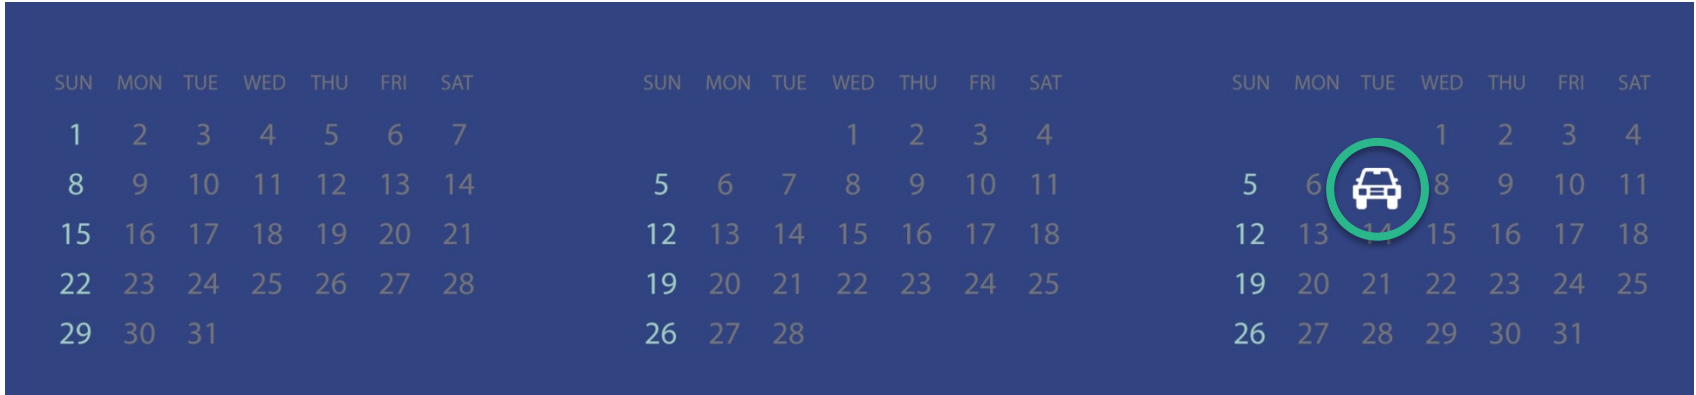 SUN MON TUE WED THU FRI SAT
1 2 3 4 5 6 7
8 9 10 11 12 13 14
15 16 17 18 19 20 21
22 23 24 25 26 27 28
29 30 31
SUN MON TUE WED THU FRI SAT
1 2 3 4
5 6 7 8 9 10 11
12 13 14 15 16 17 18
19 20 21 22 23 24 25
26 27 28
SUN MON TUE WED THU FRI SAT
1 2 3 4
5 6 8 9 10 11
12 13 14 15 16 17 18
19 20 21 22 23 24 25
26 27 28 29 30 31